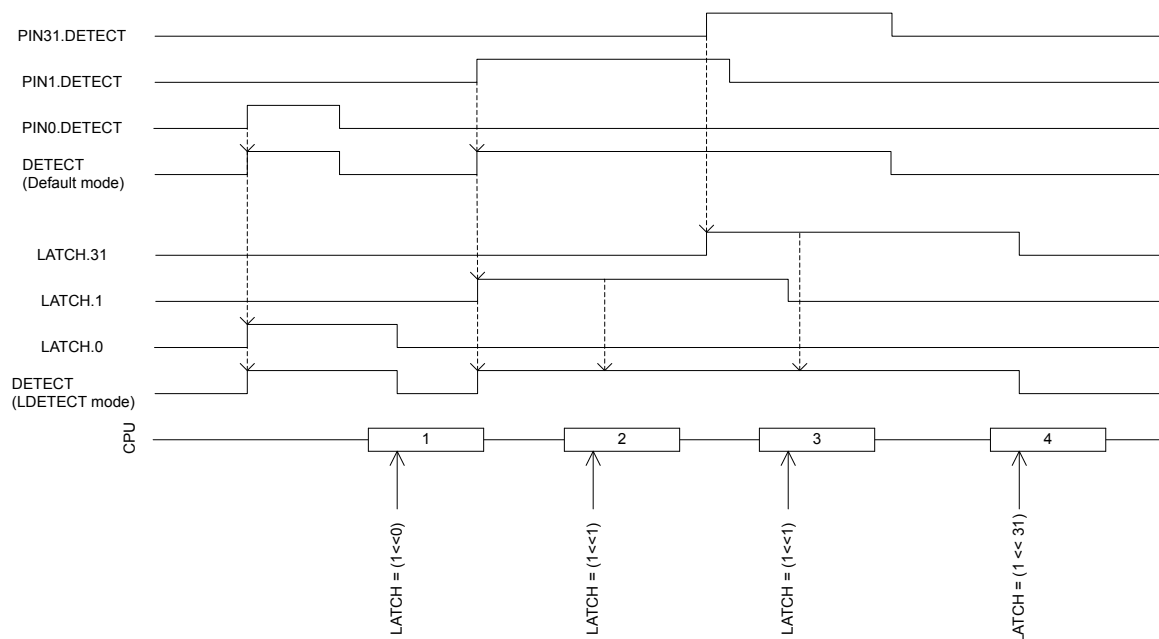 PIN31.DETECT
PIN1.DETECT
PIN0.DETECT
DETECT
(Default mode)
LATCH.31
LATCH.1
LATCH.0
DETECT
(LDETECT mode)
CPU
1
2
3
4
LATCH = (1<<0)
LATCH = (1<<1)
LATCH = (1<<1)
ATCH = (1 << 31)